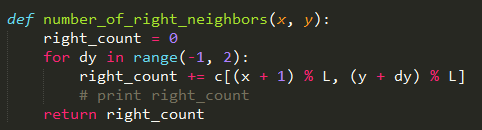 def number_of_right_neighbors(x, y):
    right_count = 0
    for dy in range(-1, 2):
        right_count += c[(x + 1) % L, (y + dy) % L]
        # print right_count
    return right_count